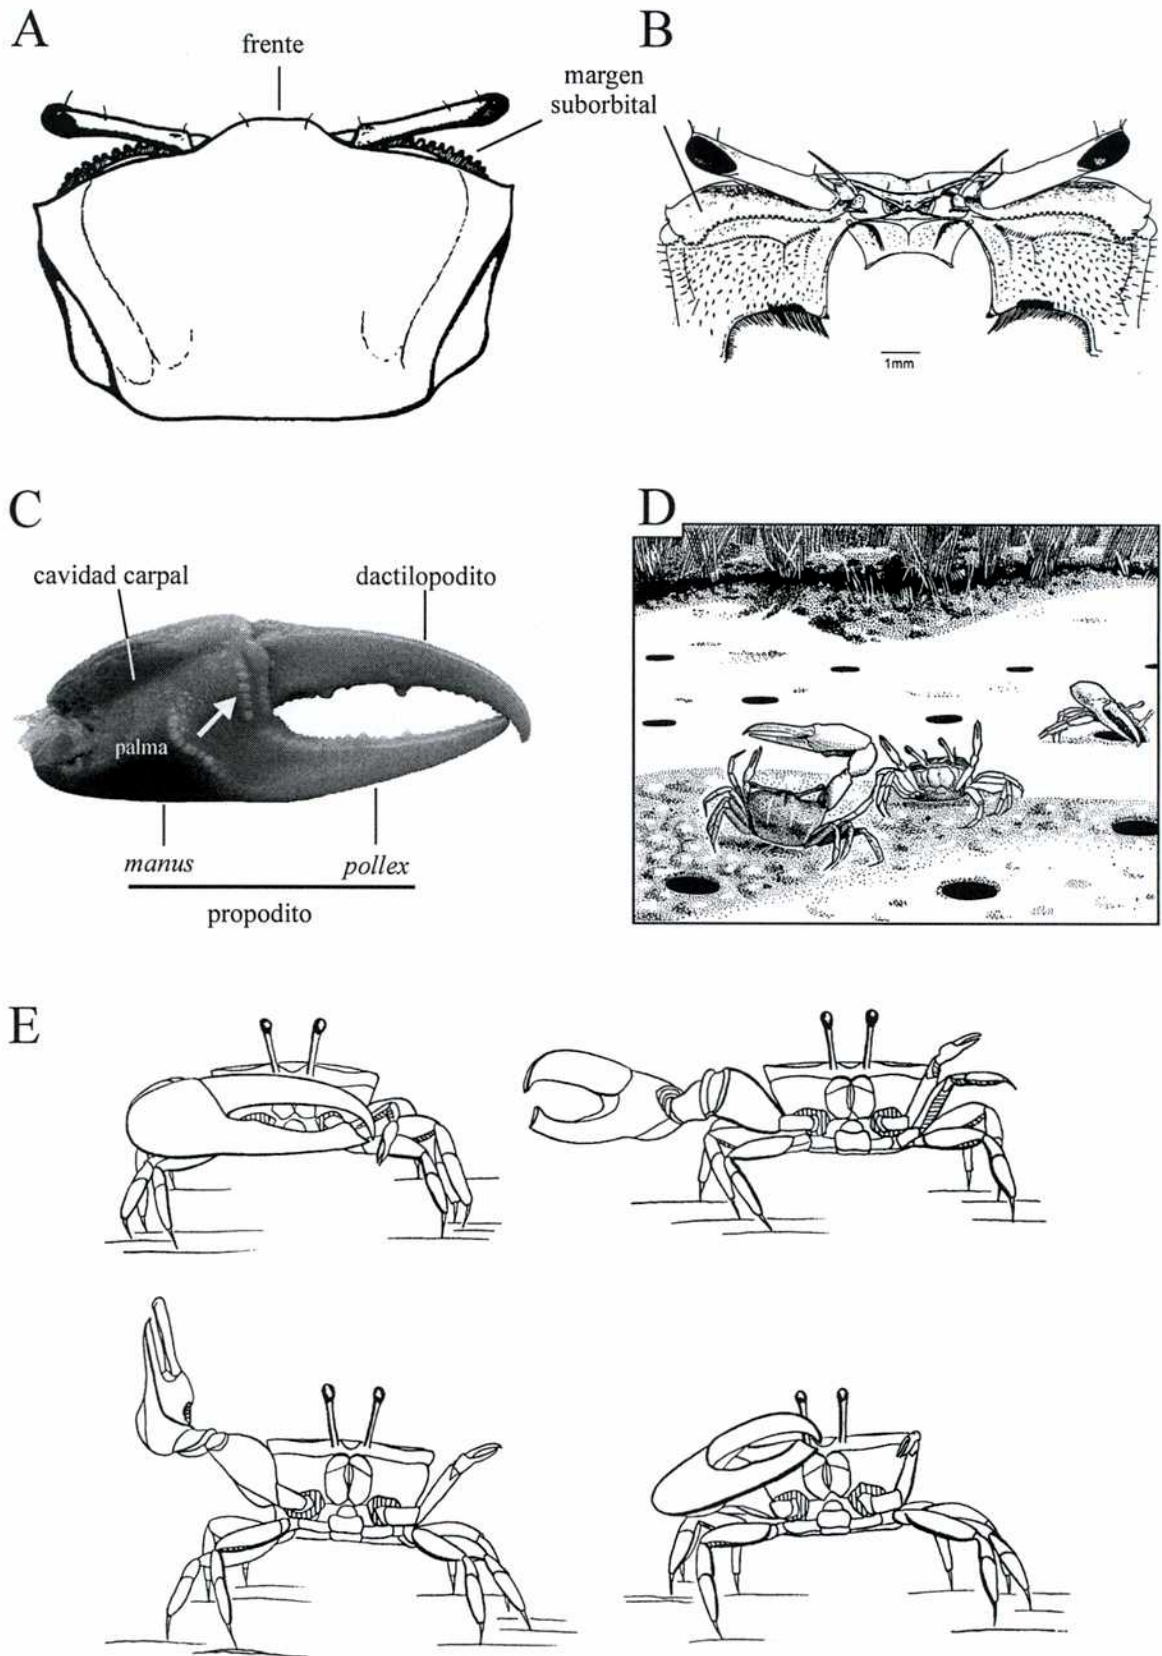 A
frente
B
margen
suborbital
1mm
C
cavidad carpal
dactilopodito
palma
manus
pollex
propodito
D
E